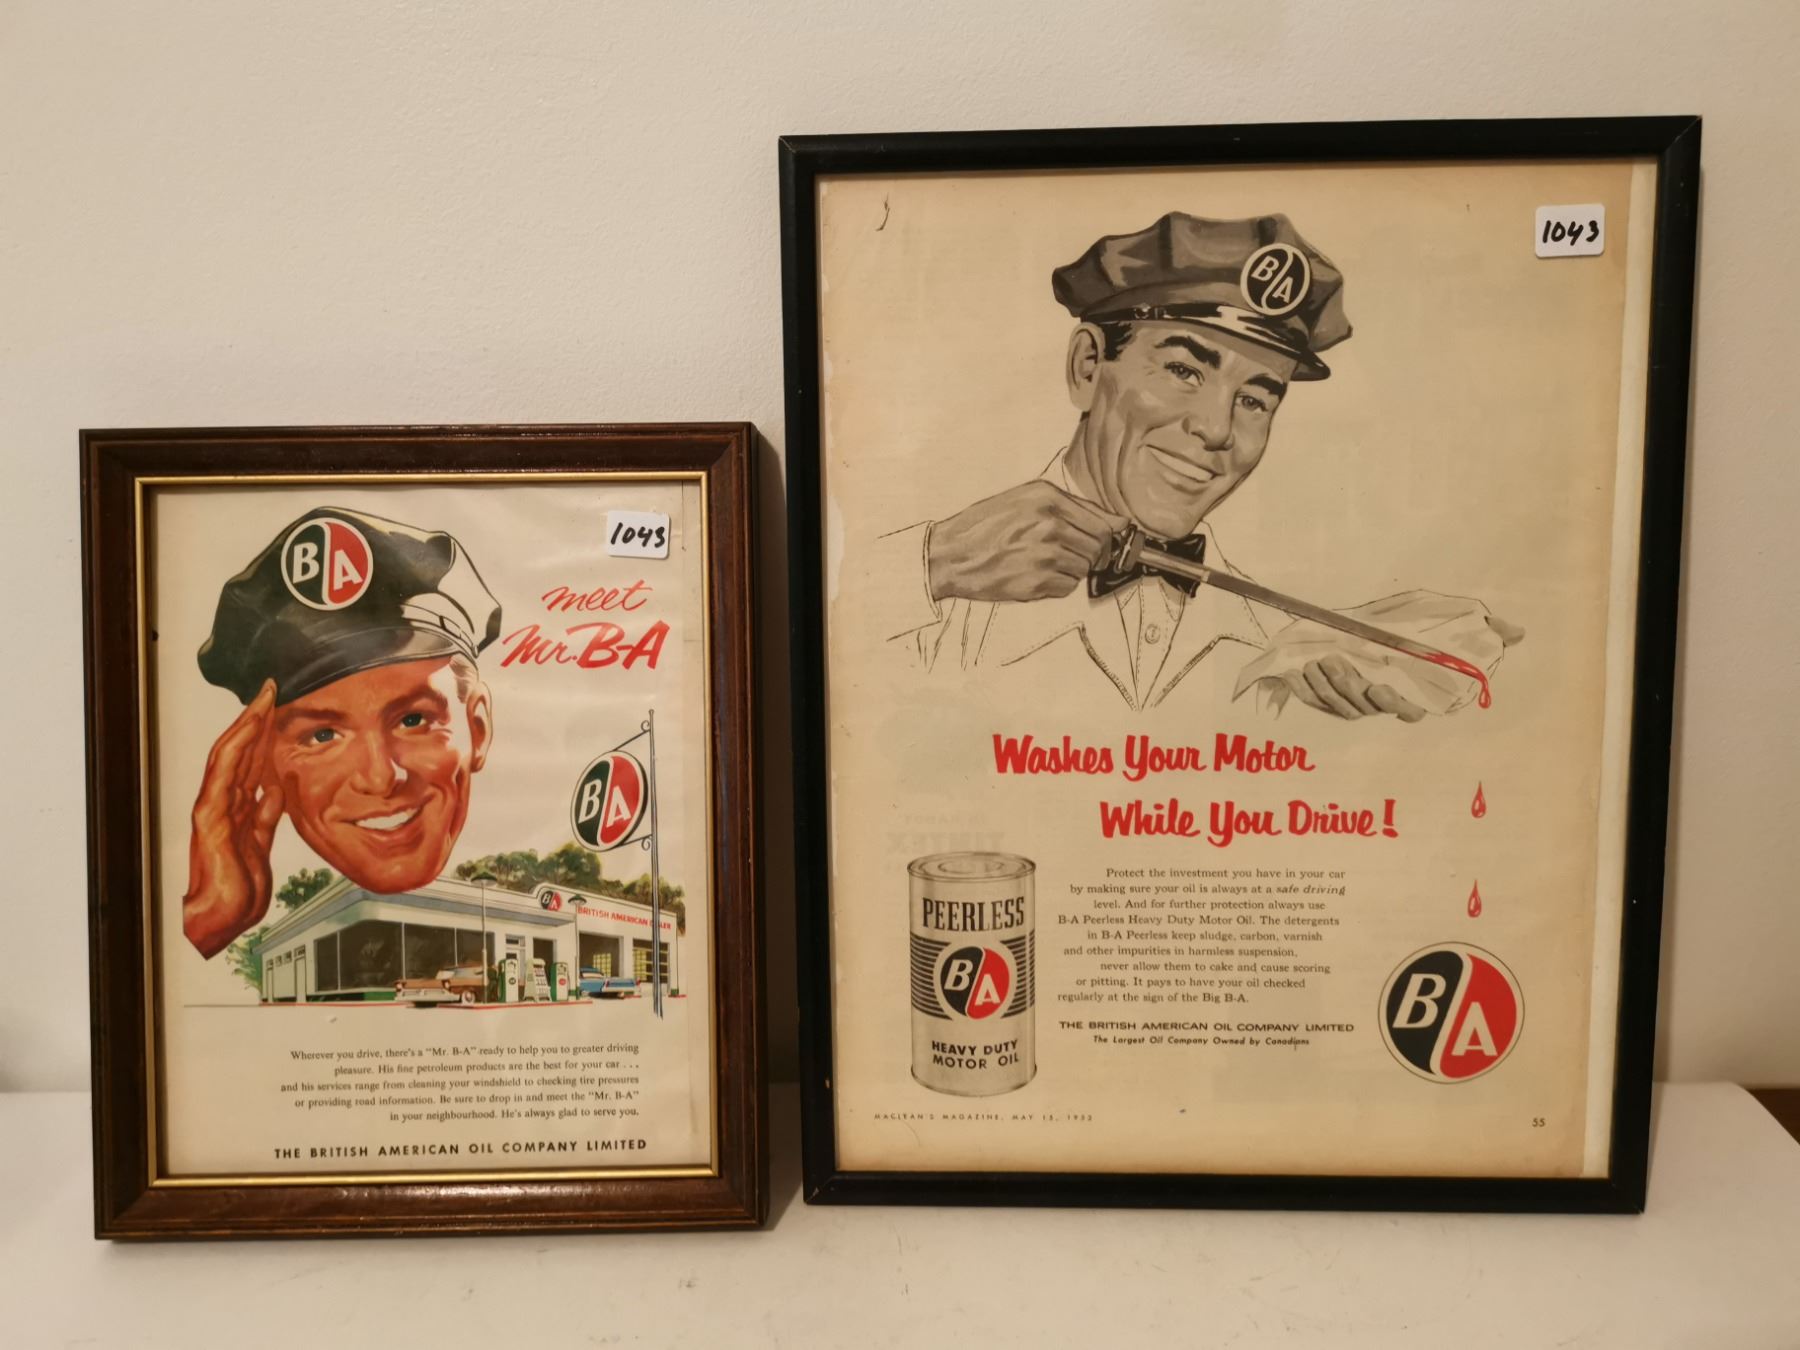 B A
1043
meet
Mr. B-A
B A
BA
BRITISH AMERICAN
Wherever you drive, there's a "Mr. B-A" ready to help you to greater driving
pleasure. His fine petroleum products are the best for your car . . .
and his services range from cleaning your windshield to checking tire pressures
or providing road information. Be sure to drop in and meet the "Mr. B-A"
in your neighbourhood. He's always glad to serve you.
THE BRITISH AMERICAN OIL COMPANY LIMITED
1043
B A
Washes Your Motor
While You Drive!
PEERLESS
B A
HEAVY DUTY
MOTOR OIL
Protect the investment you have in your car
by making sure your oil is always at a safe driving
level. And for further protection always use
B-A Peerless Heavy Duty Motor Oil. The detergents
in B-A Peerless keep sludge, carbon, varnish
and other impurities in harmless suspension,
never allow them to cake and cause scoring
or pitting. It pays to have your oil checked
regularly at the sign of the Big B-A.
THE BRITISH AMERICAN OIL COMPANY LIMITED
The Largest Oil Company Owned by Canadians
B A
MACLEAN'S MAGAZINE, MAY 15, 1952
55